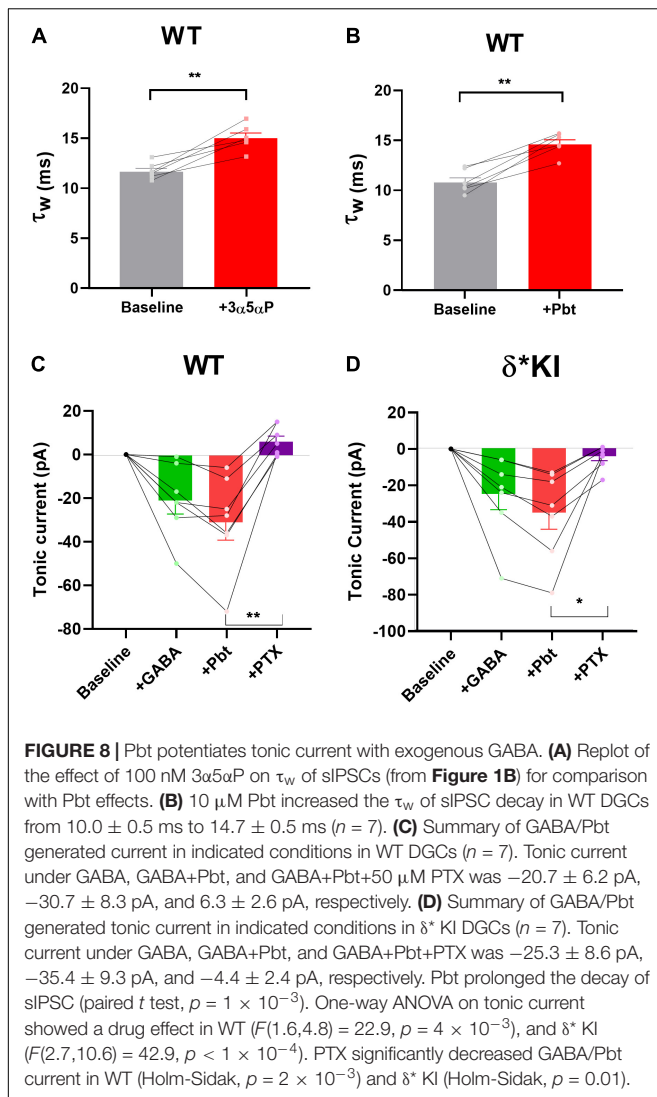 A
WT
**
20
15
10
5
0
τw (ms)
Baseline
+3α5αP
B
WT
**
20
15
10
5
0
τw (ms)
Baseline
+Pbt
C
WT
20
0
-20
-40
-60
-80
Tonic current (pA)
**
Baseline
+GABA
+Pbt
+PTX
D
δ*KI
20
0
-20
-40
-60
-80
-100
Tonic Current (pA)
*
Baseline
+GABA
+Pbt
+PTX
FIGURE 8 | Pbt potentiates tonic current with exogenous GABA. (A) Replot of
the effect of 100 nM 3α5αP on τw of sIPSCs (from Figure 1B) for comparison
with Pbt effects. (B) 10 μM Pbt increased the τw of sIPSC decay in WT DGCs
from 10.0 ± 0.5 ms to 14.7 ± 0.5 ms (n = 7). (C) Summary of GABA/Pbt
generated current in indicated conditions in WT DGCs (n = 7). Tonic current
under GABA, GABA+Pbt, and GABA+Pbt+50 μM PTX was −20.7 ± 6.2 pA,
−30.7 ± 8.3 pA, and 6.3 ± 2.6 pA, respectively. (D) Summary of GABA/Pbt
generated tonic current in indicated conditions in δ* KI DGCs (n = 7). Tonic
current under GABA, GABA+Pbt, and GABA+Pbt+PTX was −25.3 ± 8.6 pA,
−35.4 ± 9.3 pA, and −4.4 ± 2.4 pA, respectively. Pbt prolonged the decay of
sIPSC (paired t test, p = 1 × 10−3). One-way ANOVA on tonic current
showed a drug effect in WT (F(1.6,4.8) = 22.9, p = 4 × 10−3), and δ* KI
(F(2.7,10.6) = 42.9, p < 1 × 10−4). PTX significantly decreased GABA/Pbt
current in WT (Holm-Sidak, p = 2 × 10−3) and δ* KI (Holm-Sidak, p = 0.01).